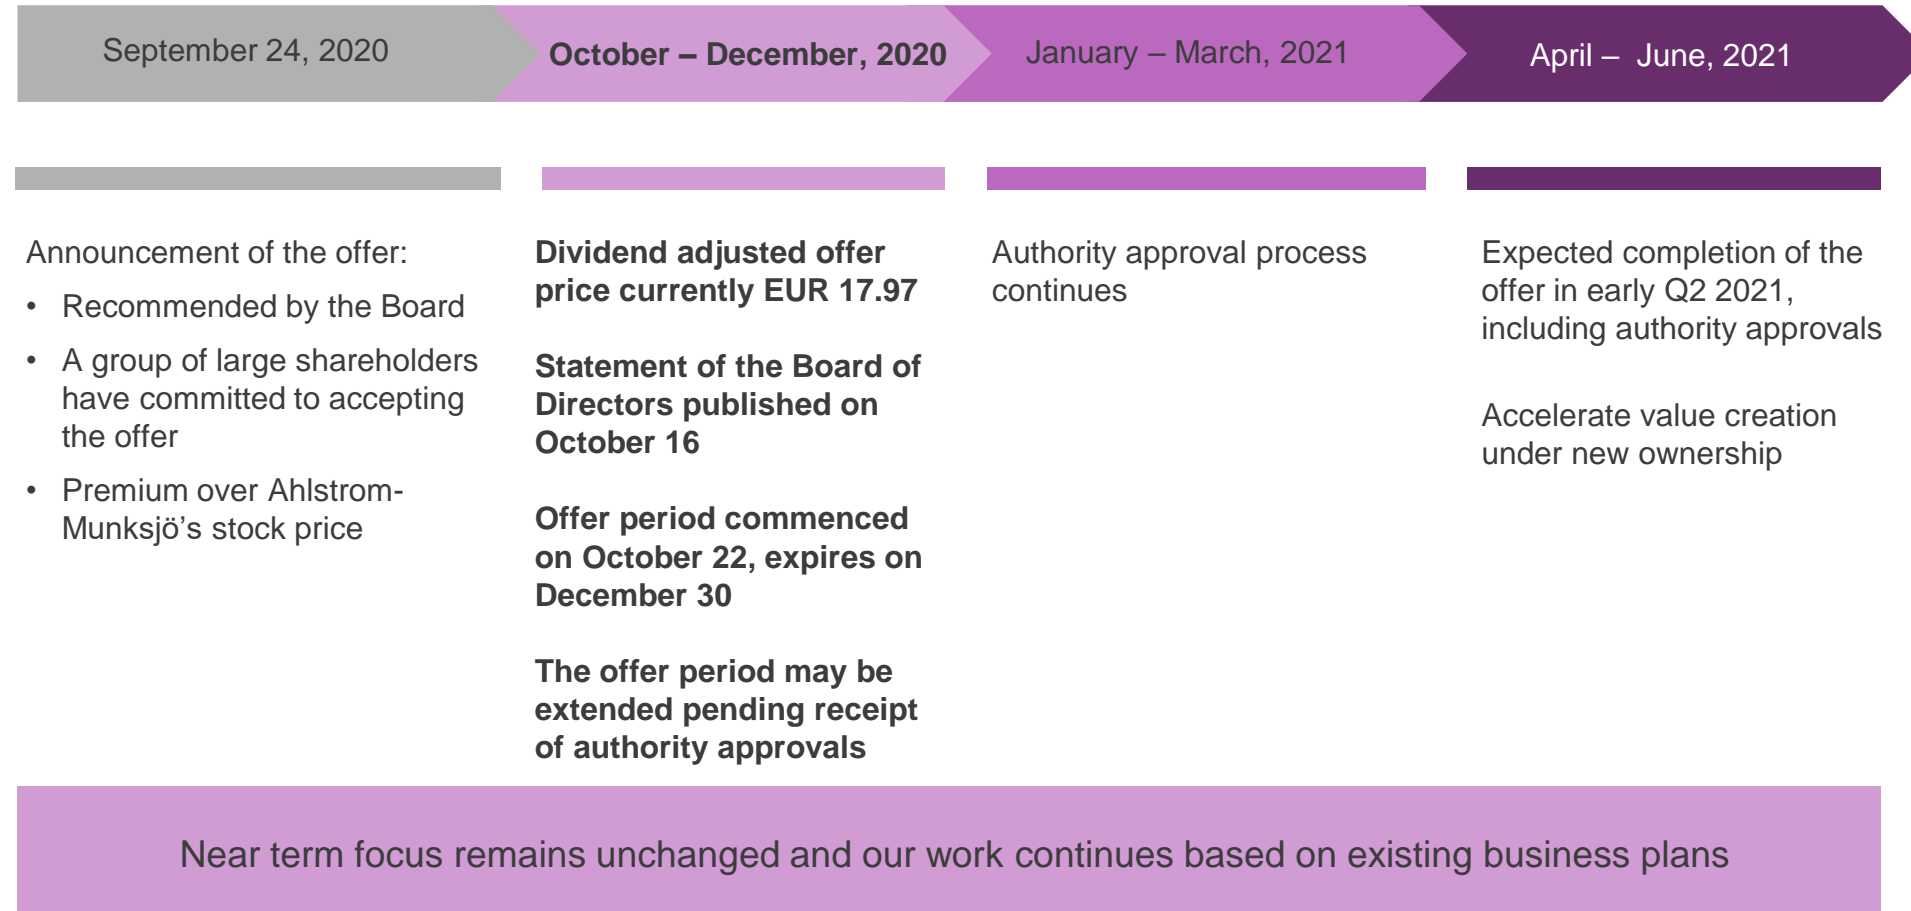 September 24, 2020
October – December, 2020
January – March, 2021
April – June, 2021
Announcement of the offer:
• Recommended by the Board
• A group of large shareholders
have committed to accepting
the offer
• Premium over Ahlstrom-
Munksjö’s stock price
Dividend adjusted offer
price currently EUR 17.97
Statement of the Board of
Directors published on
October 16
Offer period commenced
on October 22, expires on
December 30
The offer period may be
extended pending receipt
of authority approvals
Authority approval process
continues
Expected completion of the
offer in early Q2 2021,
including authority approvals
Accelerate value creation
under new ownership
Near term focus remains unchanged and our work continues based on existing business plans